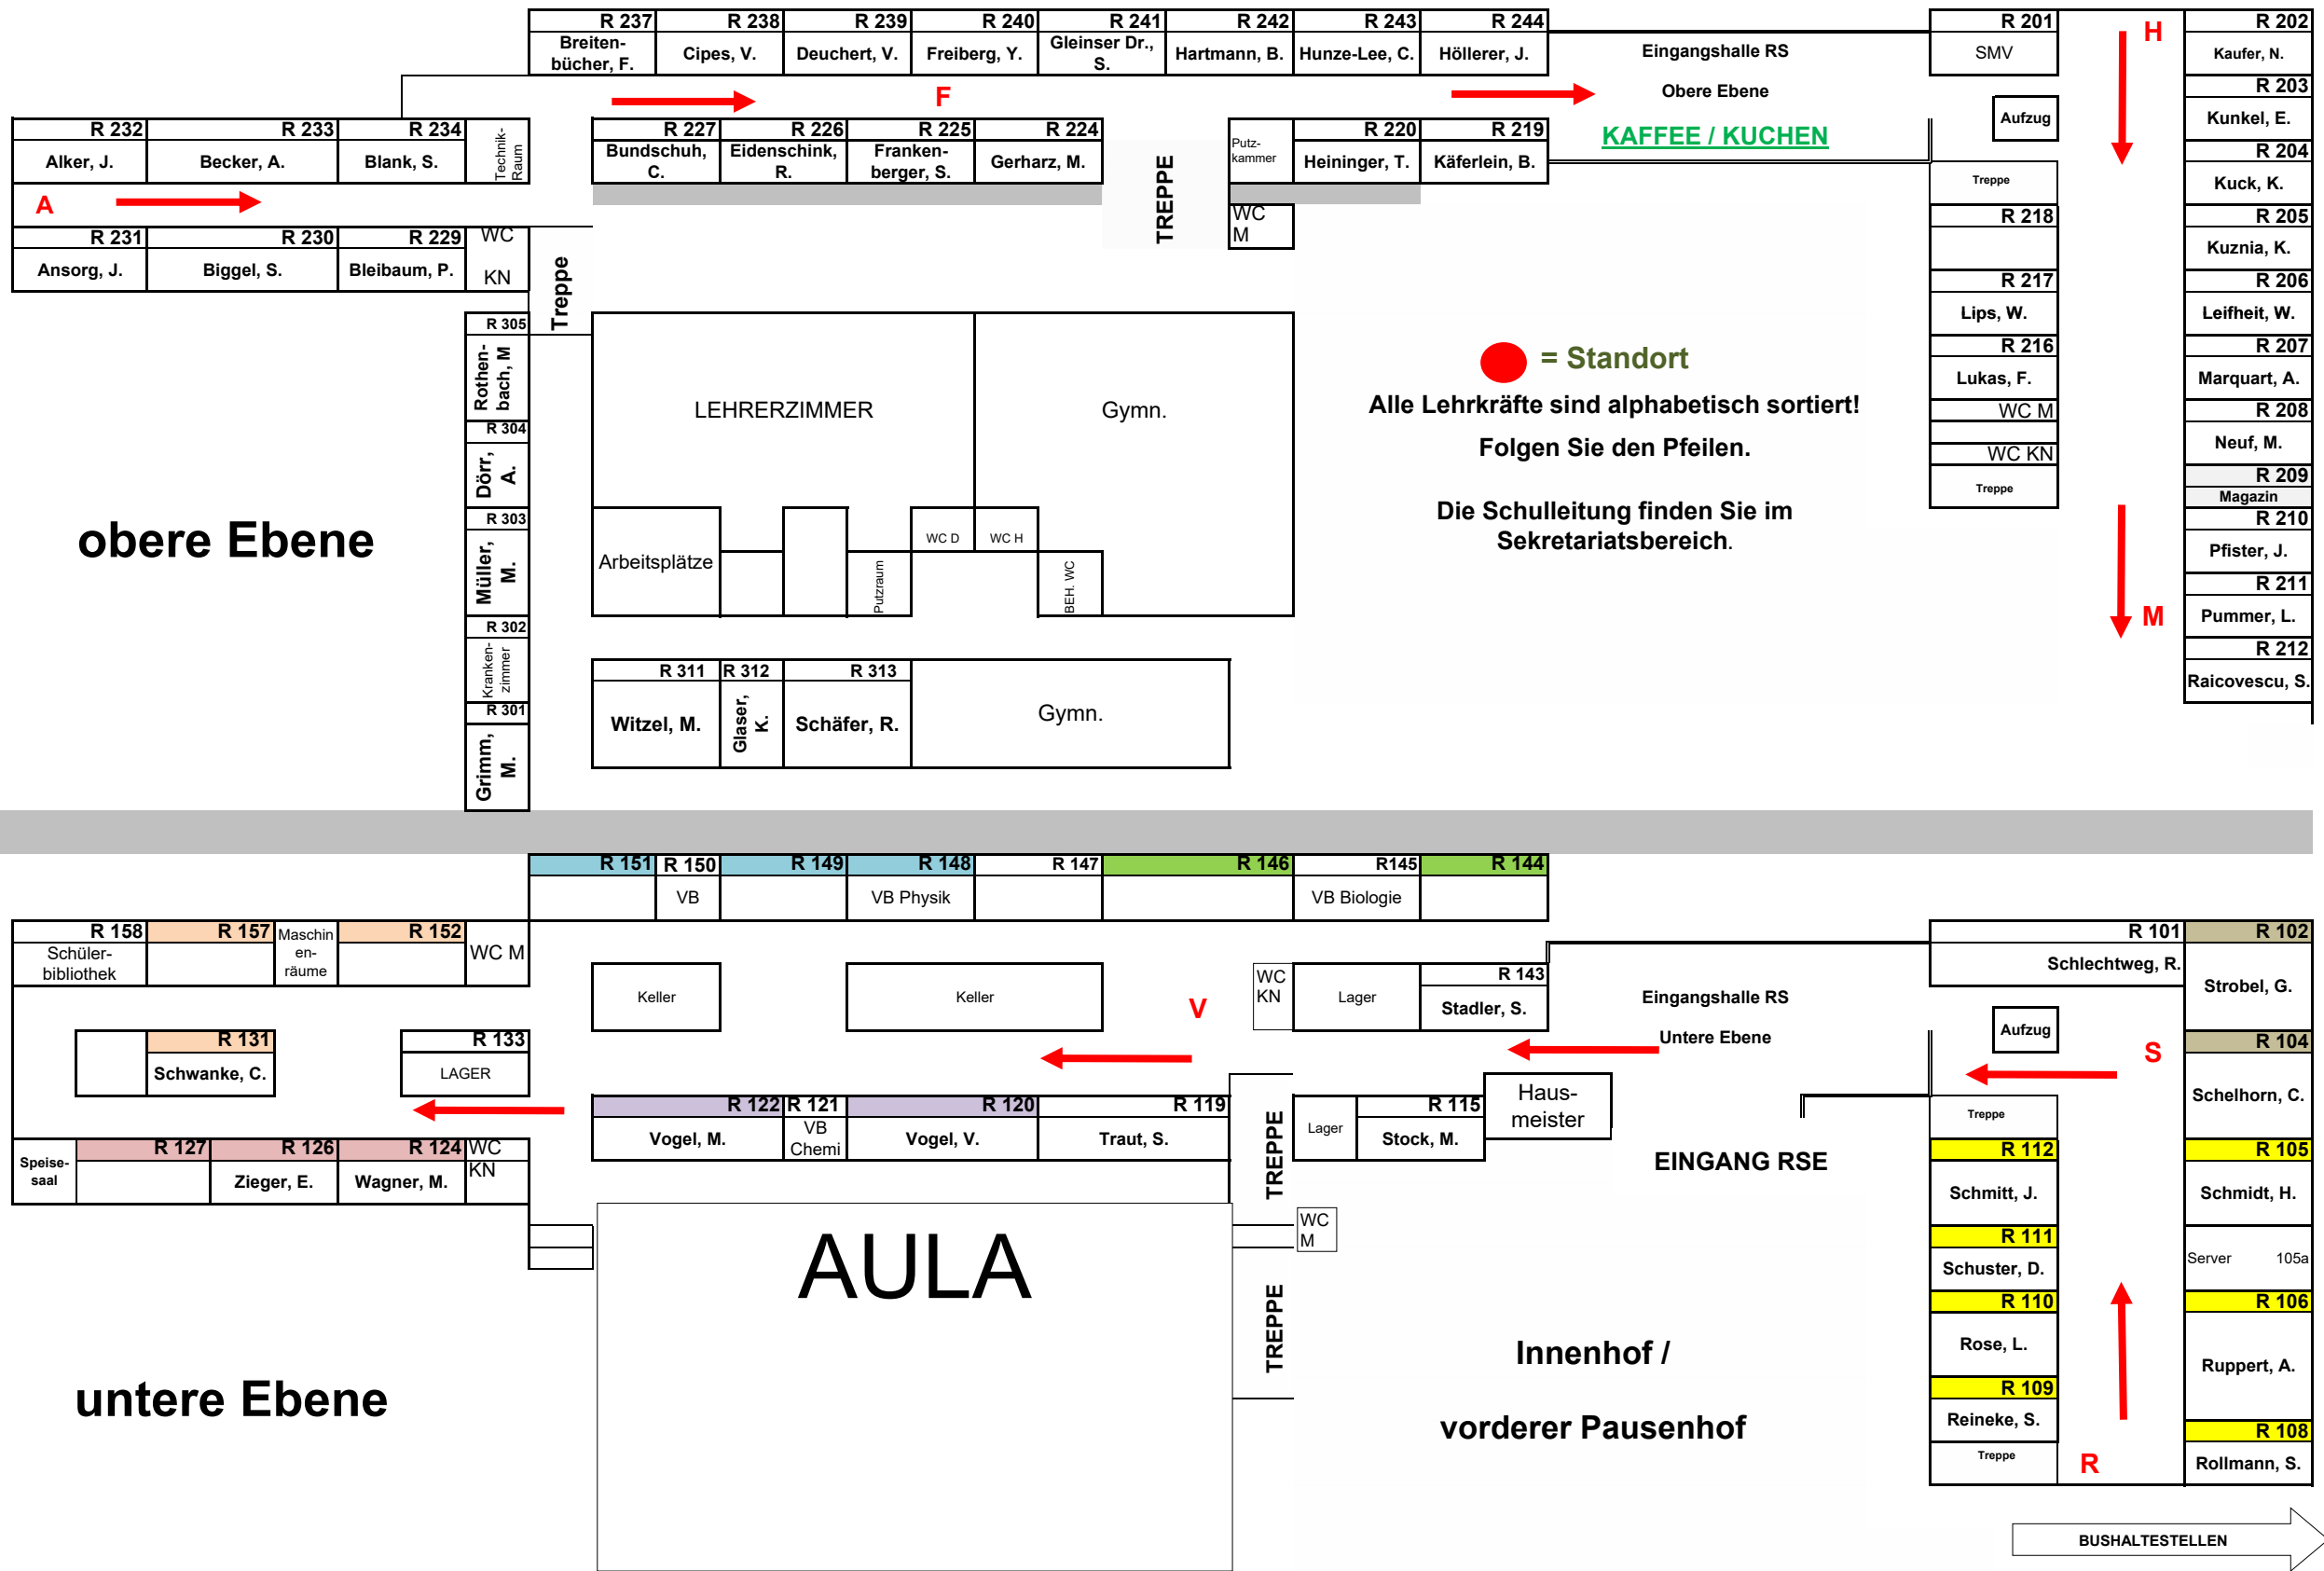 R 237 R 238 R 239 R 240 R 241 R 242 R 243 R 244
Breiten-
bücher, F.
Cipes, V.
Deuchert, V.
Freiberg, Y.
Gleinser Dr.,
S.
Hartmann, B.
Hunze-Lee, C.
Höllerer, J.
Eingangshalle RS
Obere Ebene
KAFFEE / KUCHEN
F
R 232 R 233 R 234
Alker, J. Becker, A. Blank, S.
Technik-
Raum
R 227 R 226 R 225 R 224
Bundschuh,
C.
Eidenschink,
R.
Franken-
berger, S.
Gerharz, M.
TREPPE
Putz-
kammer
R 220 R 219
Heininger, T. Käferlein, B.
WC
M
A
R 231 R 230 R 229
Ansorg, J. Biggel, S. Bleibaum, P.
WC
KN
Treppe
R 201
SMV
Aufzug
Treppe
R 218
R 217
Lips, W.
R 216
Lukas, F.
WC M
WC KN
Treppe
H
M
R 202
Kaufer, N.
R 203
Kunkel, E.
R 204
Kuck, K.
R 205
Kuznia, K.
R 206
Leifheit, W.
R 207
Marquart, A.
R 208
Neuf, M.
R 209
Magazin
R 210
Pfister, J.
R 211
Pummer, L.
R 212
Raicovescu, S.
R 305
Rothen-
bach, M
R 304
Dörr,
A.
R 303
Müller,
M.
R 302
Kranken-
zimmer
R 301
Grimm,
M.
obere Ebene
LEHRERZIMMER
Gymn.
Arbeitsplätze
Putzraum
WC D
WC H
BEH. WC
R 311 R 312 R 313
Witzel, M.
Glaser,
K.
Schäfer, R.
Gymn.
= Standort
Alle Lehrkräfte sind alphabetisch sortiert!
Folgen Sie den Pfeilen.
Die Schulleitung finden Sie im
Sekretariatsbereich.
R 151 R 150 R 149 R 148 R 147 R 146 R145 R 144
VB VB Physik VB Biologie
R 158 R 157
Maschin
en-
räume
R 152
Schüler-
bibliothek
WC M
Keller
Keller
V
WC
KN
Lager
R 143
Stadler, S.
Eingangshalle RS
Untere Ebene
R 131
Schwanke, C.
R 133
LAGER
R 122 R 121 R 120 R 119
Vogel, M.
VB
Chemi
Vogel, V.
Traut, S.
TREPPE
Lager
R 115
Stock, M.
Haus-
meister
EINGANG RSE
Speise-
saal
R 127 R 126 R 124
Zieger, E. Wagner, M.
WC
KN
WC
M
TREPPE
AULA
untere Ebene
Innenhof /
vorderer Pausenhof
R 101
Schlechtweg, R.
Aufzug
S
Treppe
R 112
Schmitt, J.
R 111
Schuster, D.
R 110
Rose, L.
R 109
Reineke, S.
Treppe
R
R 102
Strobel, G.
R 104
Schelhorn, C.
R 105
Schmidt, H.
Server 105a
R 106
Ruppert, A.
R 108
Rollmann, S.
BUSHALTESTELLEN